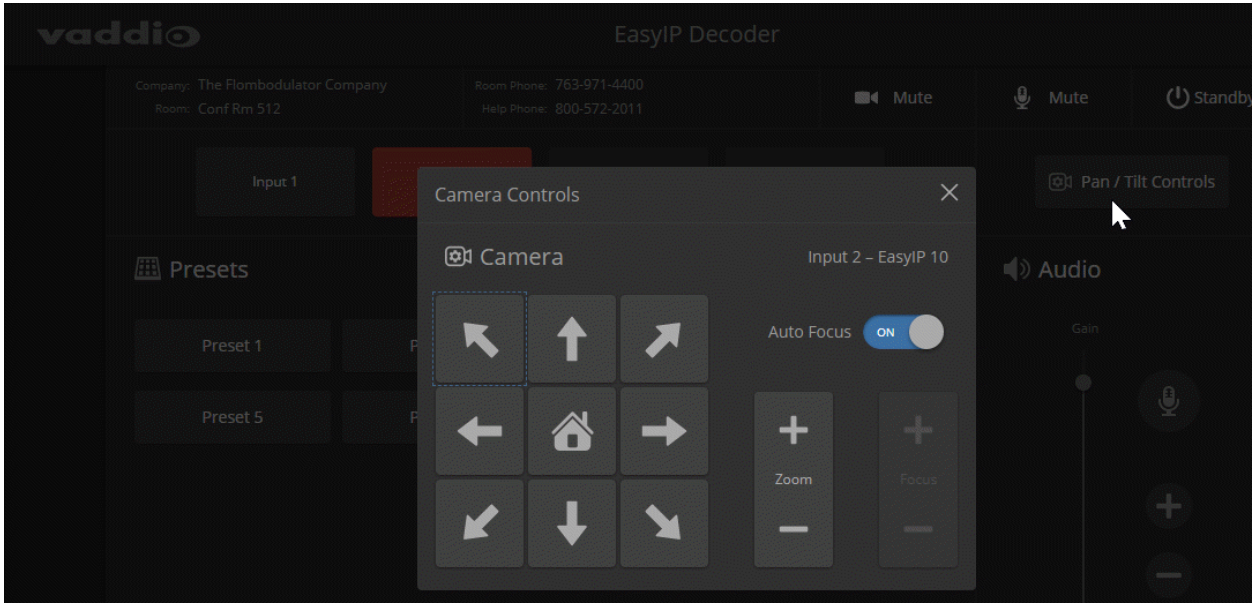 vaddio
EasyIP Decoder
Company: The Flombodulator Company
Room: Conf Rm 512
Room Phone: 763-971-4400
Help Phone: 800-572-2011
Mute
Mute
Standby
Input 1
Pan / Tilt Controls
Camera Controls
Camera
Input 2 – EasyIP 10
Auto Focus ON
Zoom
Focus
Presets
Preset 1
P
Preset 5
P
Audio
Gain